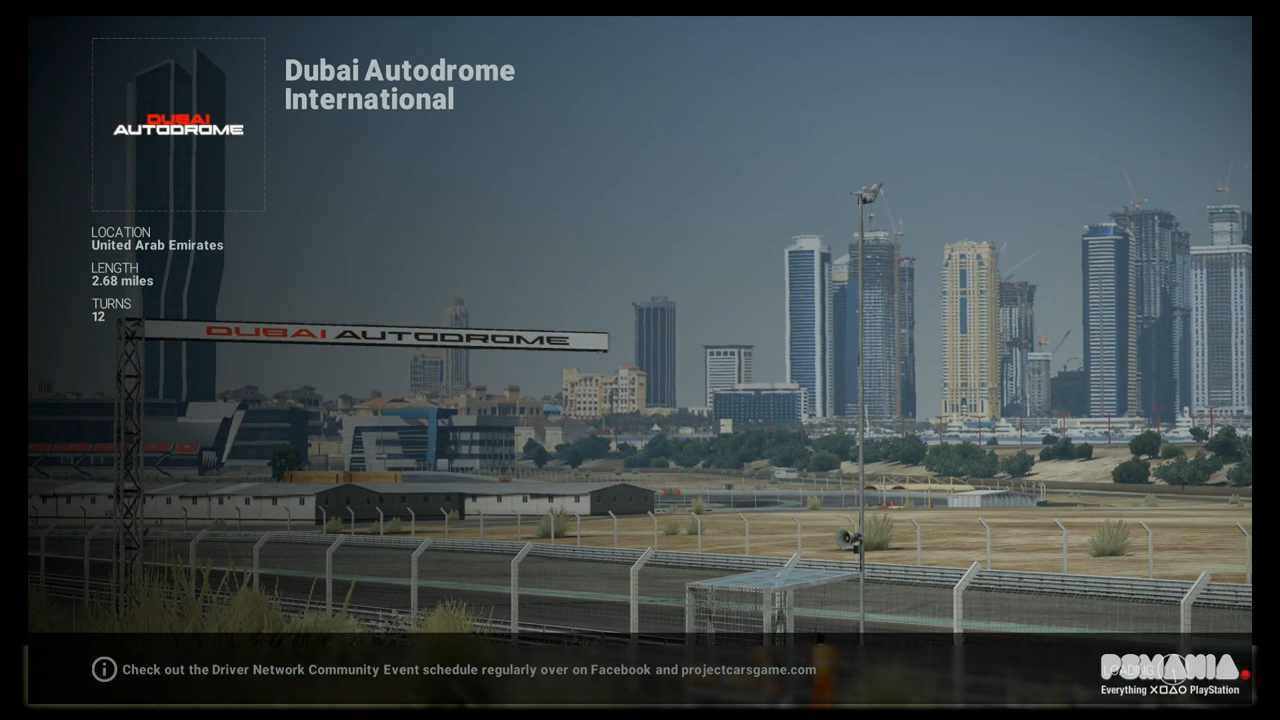 Dubai Autodrome
International
DUBAI
AUTODROME
LOCATION
United Arab Emirates
LENGTH
2.68 miles
TURNS
12
DUBAI AUTODROME
Check out the Driver Network Community Event schedule regularly over on Facebook and projectcarsgame.com
LOADING
PSMANIA
Everything PlayStation